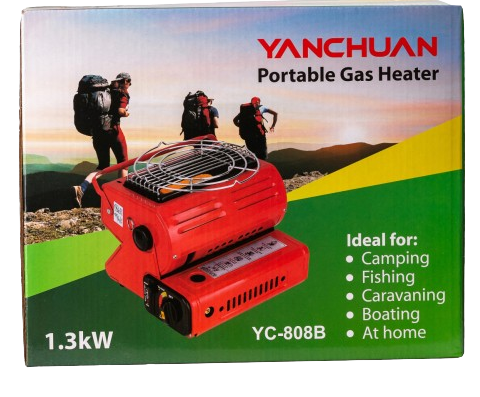 YANCHUAN
Portable Gas Heater
Ideal for:
• Camping
• Fishing
• Caravaning
• Boating
• At home
YC-808B
1.3kW